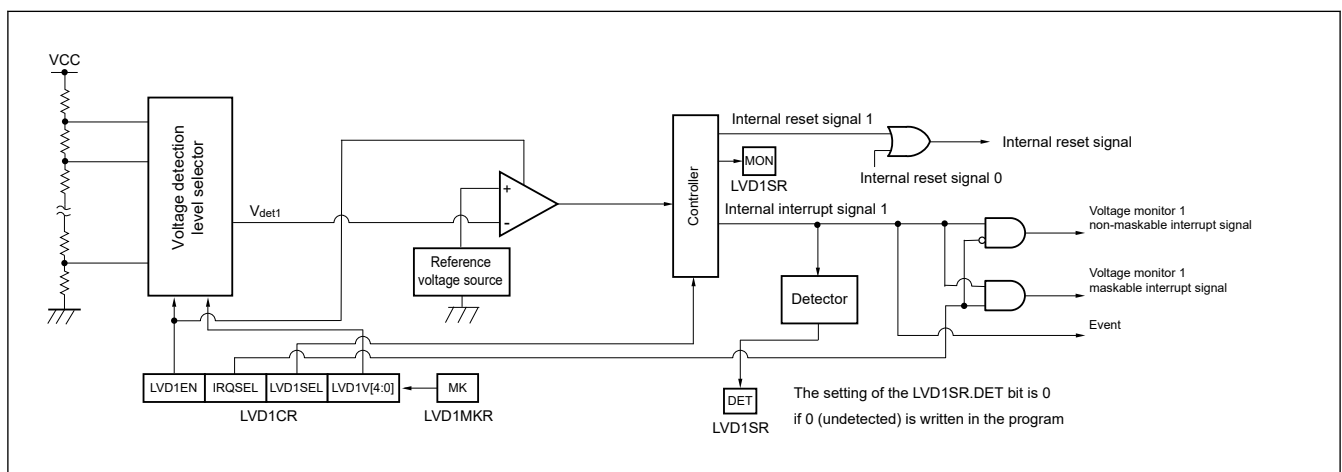 VCC
Voltage detection
level selector
Vdet1
+
-
Reference
voltage source
Controller
Internal reset signal 1
MON
LVD1SR
Internal interrupt signal 1
Internal reset signal 0
Internal reset signal
Voltage monitor 1
non-maskable interrupt signal
Voltage monitor 1
maskable interrupt signal
Event
Detector
LVD1EN
IRQSEL
LVD1SEL
LVD1V[4:0]
LVD1CR
MK
LVD1MKR
DET
LVD1SR
The setting of the LVD1SR.DET bit is 0
if 0 (undetected) is written in the program